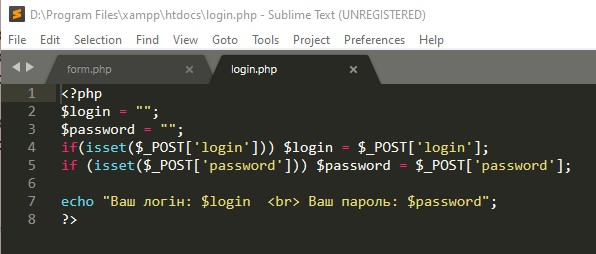 D:\Program Files\xampp\htdocs\login.php - Sublime Text (UNREGISTERED)
File Edit Selection Find View Goto Tools Project Preferences Help
form.php × login.php ×
1 <?php
2 $login = "";
3 $password = "";
4 if(isset($_POST['login'])) $login = $_POST['login'];
5 if (isset($_POST['password'])) $password = $_POST['password'];
6
7 echo "Ваш логін: $login  <br> Ваш пароль: $password";
8 ?>